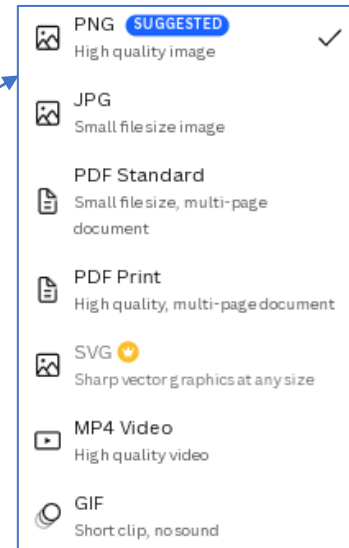 PNG SUGGESTED
High quality image
JPG
Small file size image
PDF Standard
Small file size, multi-page
document
PDF Print
High quality, multi-page document
SVG
Sharp vector graphics at any size
MP4 Video
High quality video
GIF
Short clip, no sound